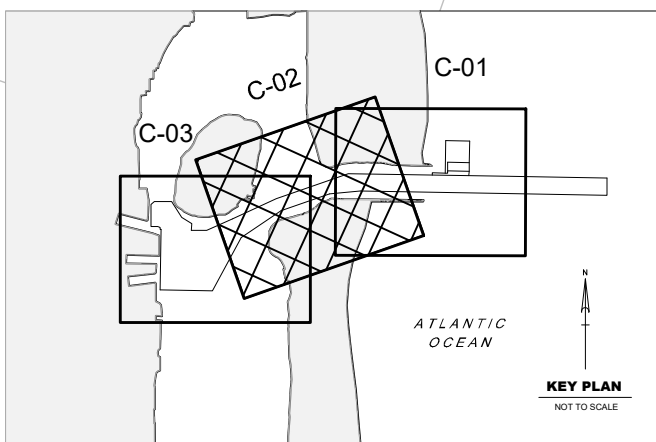 C-01
C-02
C-03
ATLANTIC
OCEAN
N
KEY PLAN
NOT TO SCALE